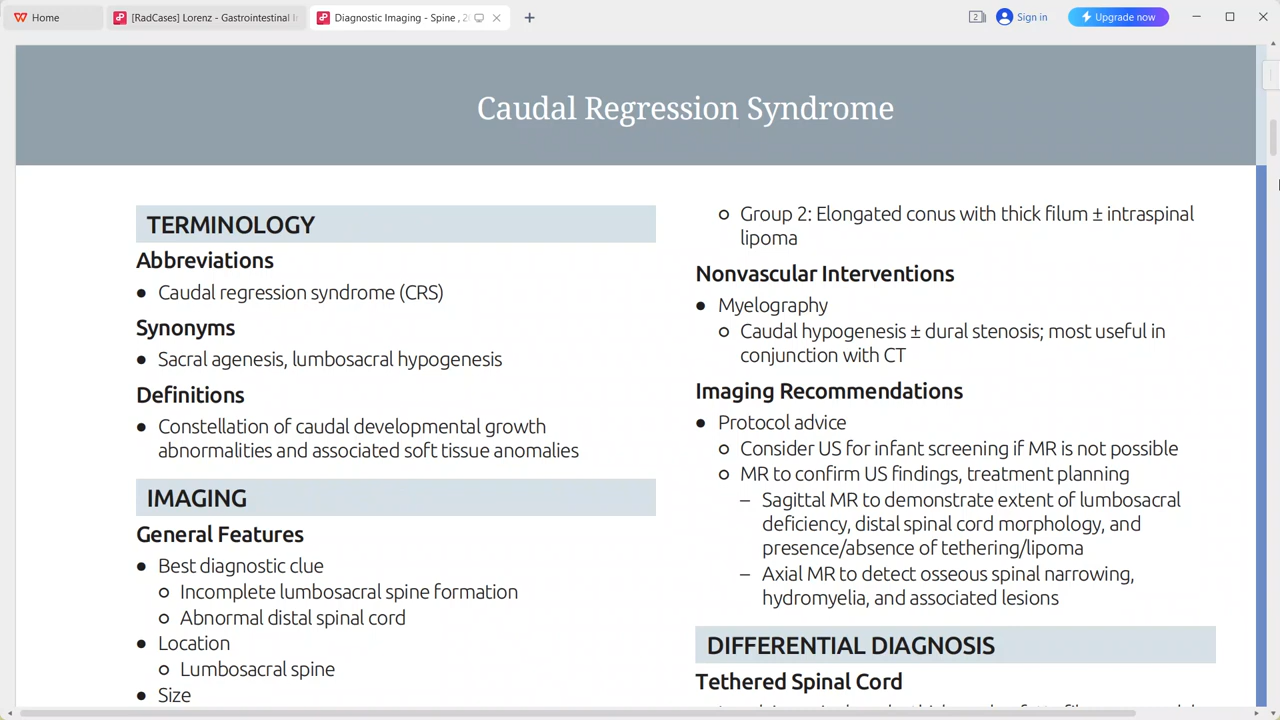 Home
[RadCases] Lorenz - Gastrointestinal
Diagnostic Imaging - Spine , 2
2
Sign in
Upgrade now
Caudal Regression Syndrome
TERMINOLOGY
Abbreviations
● Caudal regression syndrome (CRS)
Synonyms
● Sacral agenesis, lumbosacral hypogenesis
Definitions
● Constellation of caudal developmental growth
abnormalities and associated soft tissue anomalies
IMAGING
General Features
● Best diagnostic clue
○ Incomplete lumbosacral spine formation
○ Abnormal distal spinal cord
● Location
○ Lumbosacral spine
● Size
○ Group 2: Elongated conus with thick filum ± intraspinal
lipoma
Nonvascular Interventions
● Myelography
○ Caudal hypogenesis ± dural stenosis; most useful in
conjunction with CT
Imaging Recommendations
● Protocol advice
○ Consider US for infant screening if MR is not possible
○ MR to confirm US findings, treatment planning
– Sagittal MR to demonstrate extent of lumbosacral
deficiency, distal spinal cord morphology, and
presence/absence of tethering/lipoma
– Axial MR to detect osseous spinal narrowing,
hydromyelia, and associated lesions
DIFFERENTIAL DIAGNOSIS
Tethered Spinal Cord